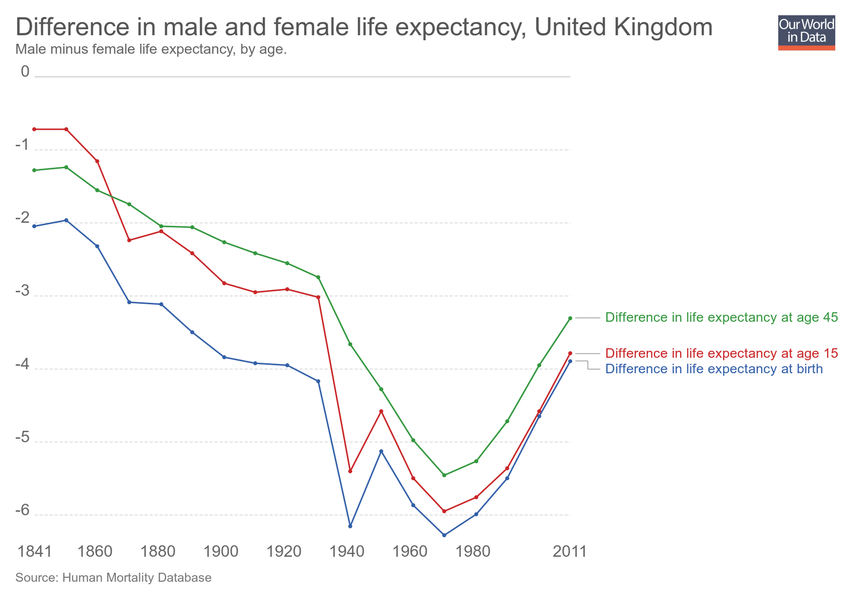 Difference in male and female life expectancy, United Kingdom
Male minus female life expectancy, by age.
Our World
in Data
0
-1
-2
-3
-4
-5
-6
Difference in life expectancy at age 45
Difference in life expectancy at age 15
Difference in life expectancy at birth
1841 1860 1880 1900 1920 1940 1960 1980 2011
Source: Human Mortality Database